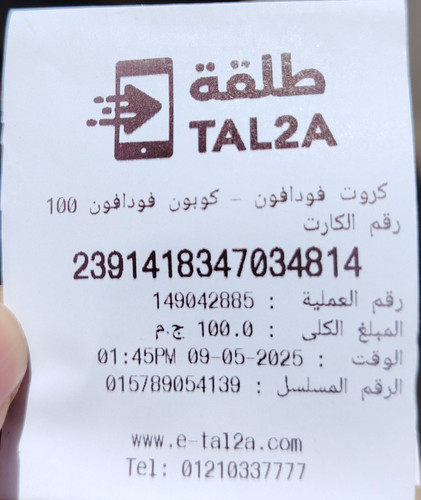 طلقة
TAL2A
كروت فودافون - كوبون فودافون 100
رقم الكارت
2391418347034814
رقم العملية : 149042885
المبلغ الكلى : 100.0 ج.م
الوقت : 01:45PM 09-05-2025
الرقم المسلسل : 015789054139
www.e-tal2a.com
Tel: 01210337777